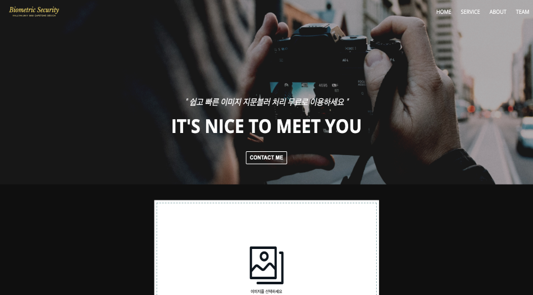 Biometric Security
HOME SERVICE ABOUT TEAM
" 쉽고 빠른 이미지 지문블러 처리 무료로 이용하세요 "
IT'S NICE TO MEET YOU
CONTACT ME
이미지를 선택하세요